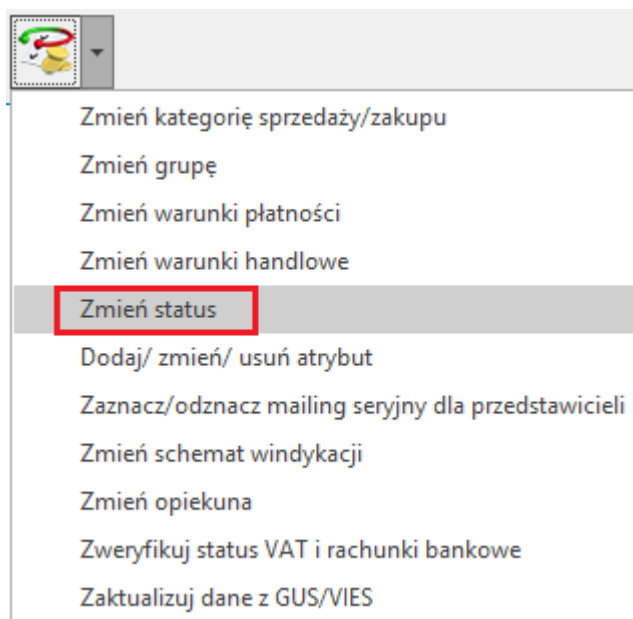 Zmień kategorię sprzedaży/zakupu
Zmień grupę
Zmień warunki płatności
Zmień warunki handlowe
Zmień status
Dodaj/ zmień/ usuń atrybut
Zaznacz/odznacz mailing seryjny dla przedstawicieli
Zmień schemat windykacji
Zmień opiekuna
Zweryfikuj status VAT i rachunki bankowe
Zaktualizuj dane z GUS/VIES